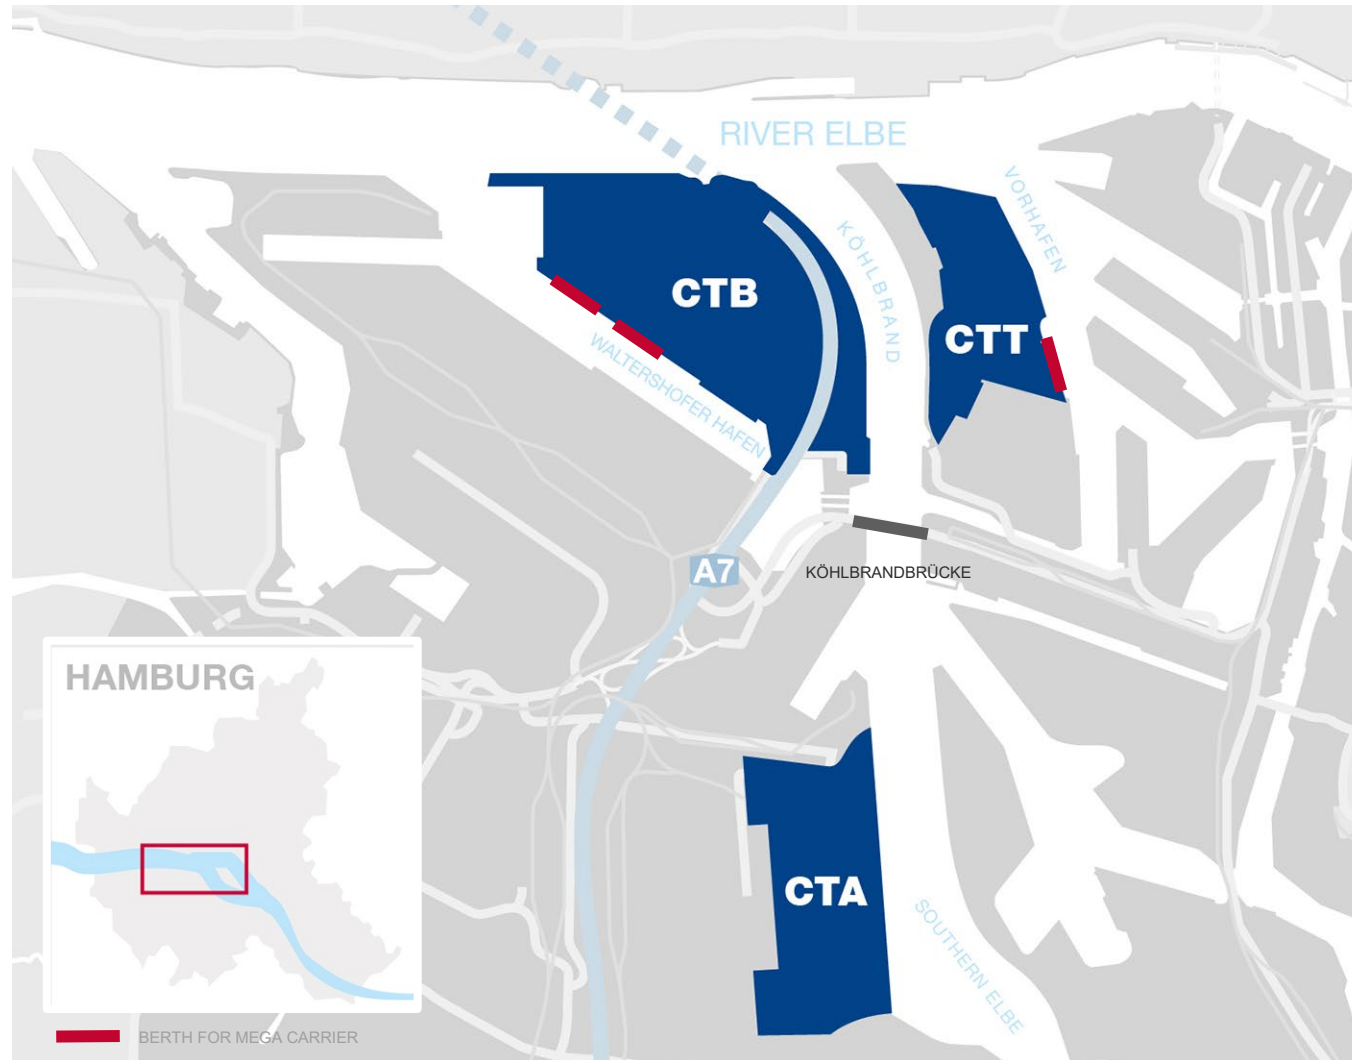 RIVER ELBE
VORHAFEN
KÖHLBRAND
CTB
CTT
WALTERSHOFER HAFEN
A7
KÖHLBRANDBRÜCKE
HAMBURG
CTA
SOUTHERN ELBE
BERTH FOR MEGA CARRIER